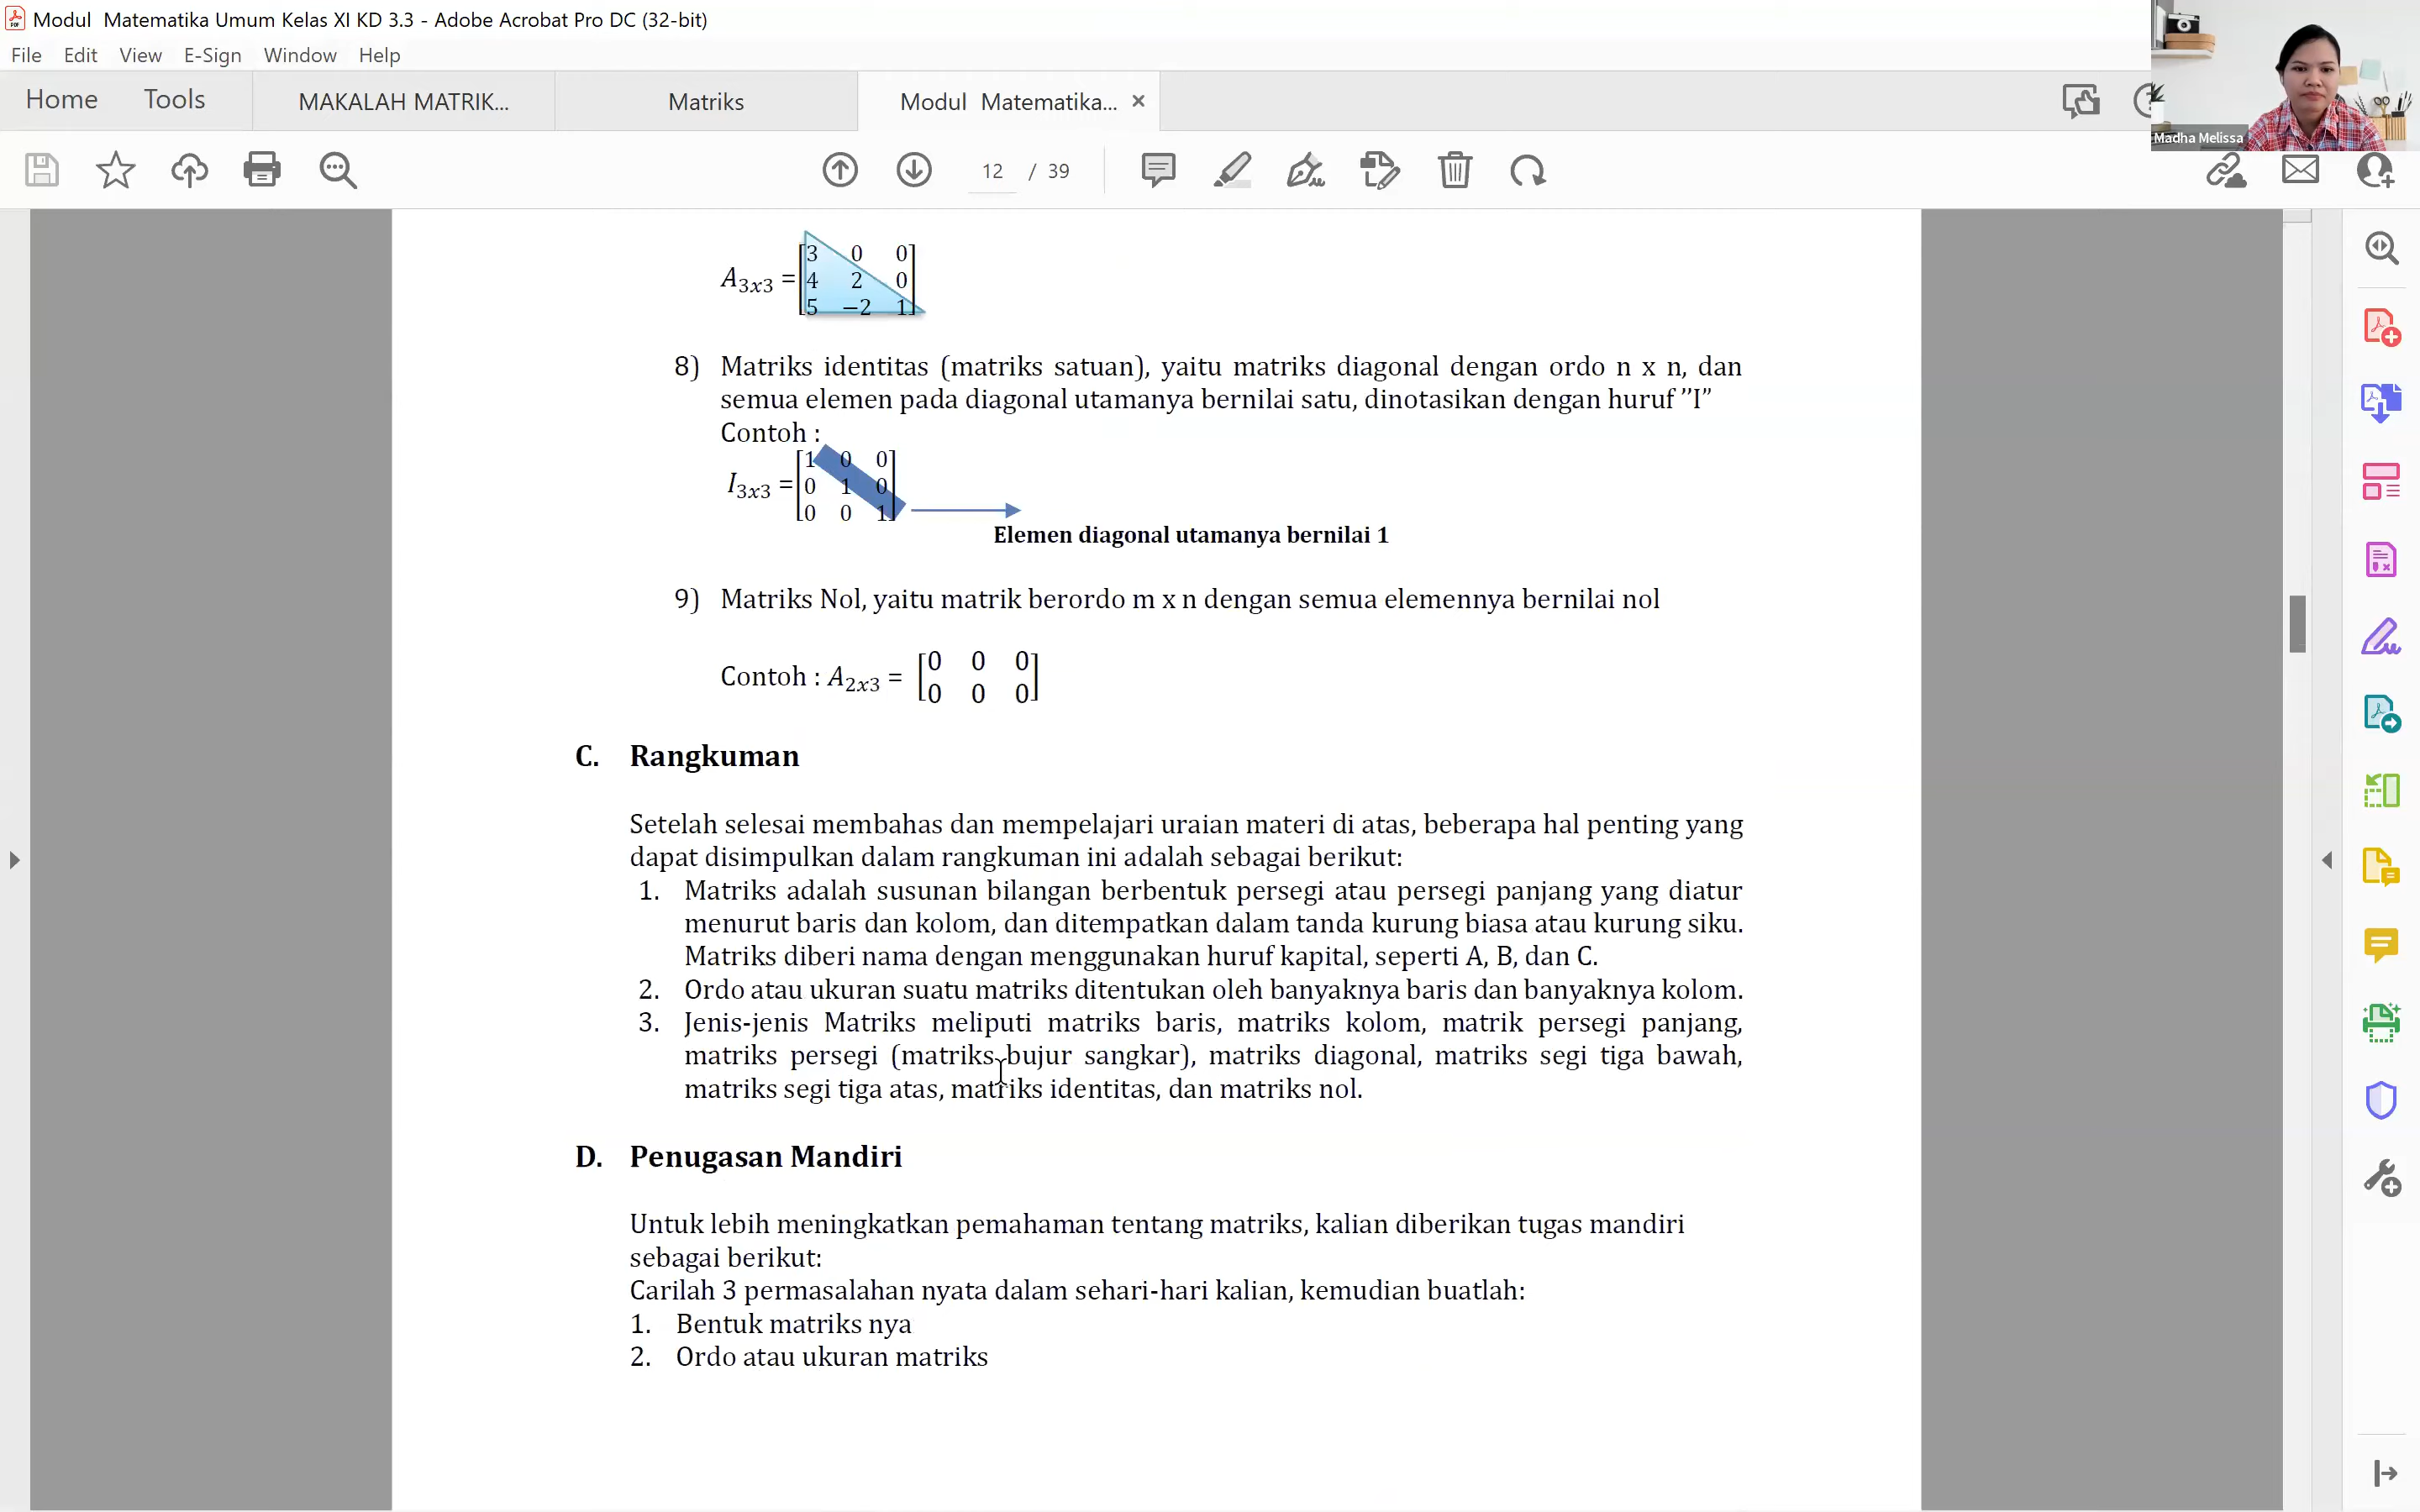 Modul Matematika Umum Kelas XI KD 3.3 - Adobe Acrobat Pro DC (32-bit)
File Edit View E-Sign Window Help
Home Tools MAKALAH MATRIK... Matriks Modul Matematika... ×
Madha Melissa
12 / 39
A3x3 = [3 0 0
4 2 0
5 −2 1]
8) Matriks identitas (matriks satuan), yaitu matriks diagonal dengan ordo n x n, dan
semua elemen pada diagonal utamanya bernilai satu, dinotasikan dengan huruf ”I”
Contoh :
I3x3 = [1 0 0
0 1 0
0 0 1]
Elemen diagonal utamanya bernilai 1
9) Matriks Nol, yaitu matrik berordo m x n dengan semua elemennya bernilai nol
Contoh : A2x3 = [0 0 0
0 0 0]
C. Rangkuman
Setelah selesai membahas dan mempelajari uraian materi di atas, beberapa hal penting yang
dapat disimpulkan dalam rangkuman ini adalah sebagai berikut:
1. Matriks adalah susunan bilangan berbentuk persegi atau persegi panjang yang diatur
menurut baris dan kolom, dan ditempatkan dalam tanda kurung biasa atau kurung siku.
Matriks diberi nama dengan menggunakan huruf kapital, seperti A, B, dan C.
2. Ordo atau ukuran suatu matriks ditentukan oleh banyaknya baris dan banyaknya kolom.
3. Jenis-jenis Matriks meliputi matriks baris, matriks kolom, matrik persegi panjang,
matriks persegi (matriks bujur sangkar), matriks diagonal, matriks segi tiga bawah,
matriks segi tiga atas, matriks identitas, dan matriks nol.
D. Penugasan Mandiri
Untuk lebih meningkatkan pemahaman tentang matriks, kalian diberikan tugas mandiri
sebagai berikut:
Carilah 3 permasalahan nyata dalam sehari-hari kalian, kemudian buatlah:
1. Bentuk matriks nya
2. Ordo atau ukuran matriks